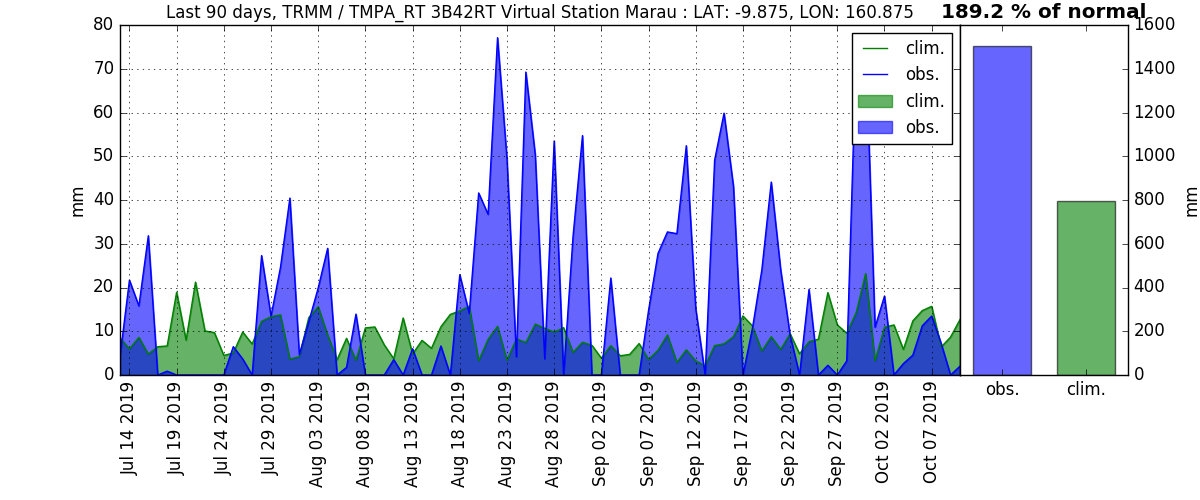 Last 90 days, TRMM / TMPA_RT 3B42RT Virtual Station Marau : LAT: -9.875, LON: 160.875
189.2 % of normal
80
70
60
50
40
30
20
10
0
mm
clim.
obs.
clim.
obs.
1600
1400
1200
1000
800
600
400
200
0
mm
Jul 14 2019
Jul 19 2019
Jul 24 2019
Jul 29 2019
Aug 03 2019
Aug 08 2019
Aug 13 2019
Aug 18 2019
Aug 23 2019
Aug 28 2019
Sep 02 2019
Sep 07 2019
Sep 12 2019
Sep 17 2019
Sep 22 2019
Sep 27 2019
Oct 02 2019
Oct 07 2019
obs.
clim.